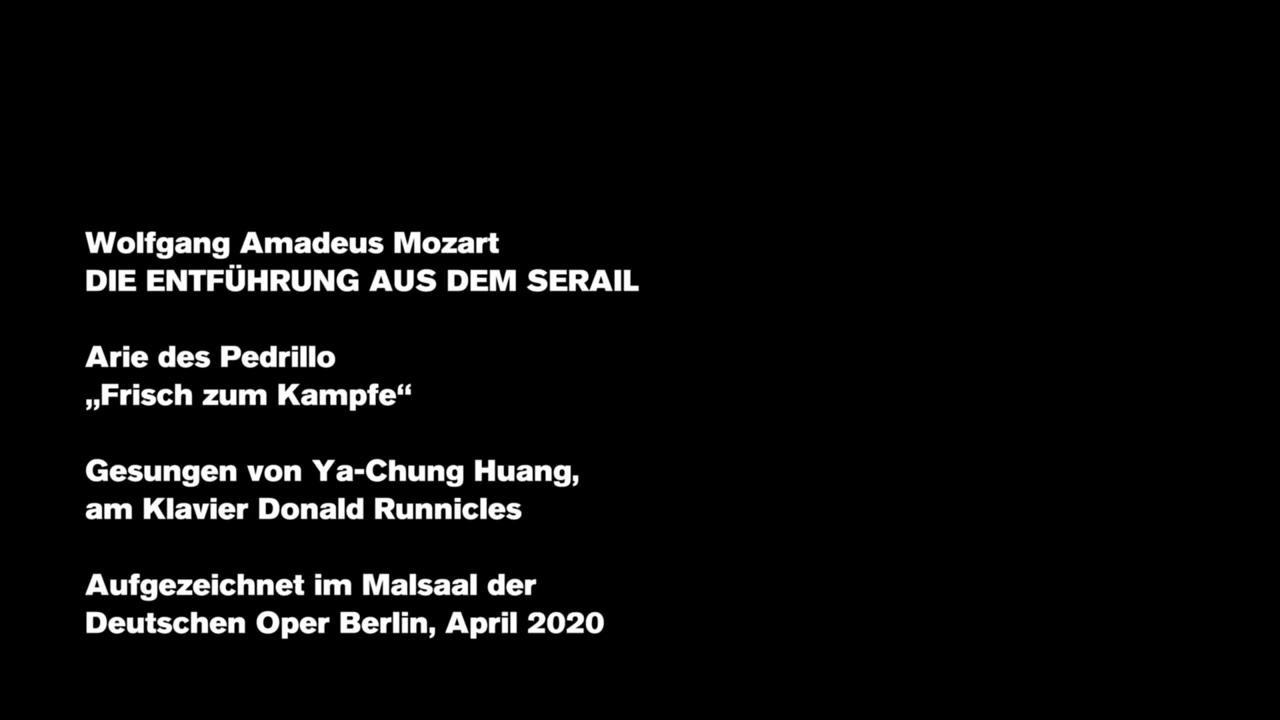 Wolfgang Amadeus Mozart
DIE ENTFÜHRUNG AUS DEM SERAIL
Arie des Pedrillo
„Frisch zum Kampfe“
Gesungen von Ya-Chung Huang,
am Klavier Donald Runnicles
Aufgezeichnet im Malsaal der
Deutschen Oper Berlin, April 2020